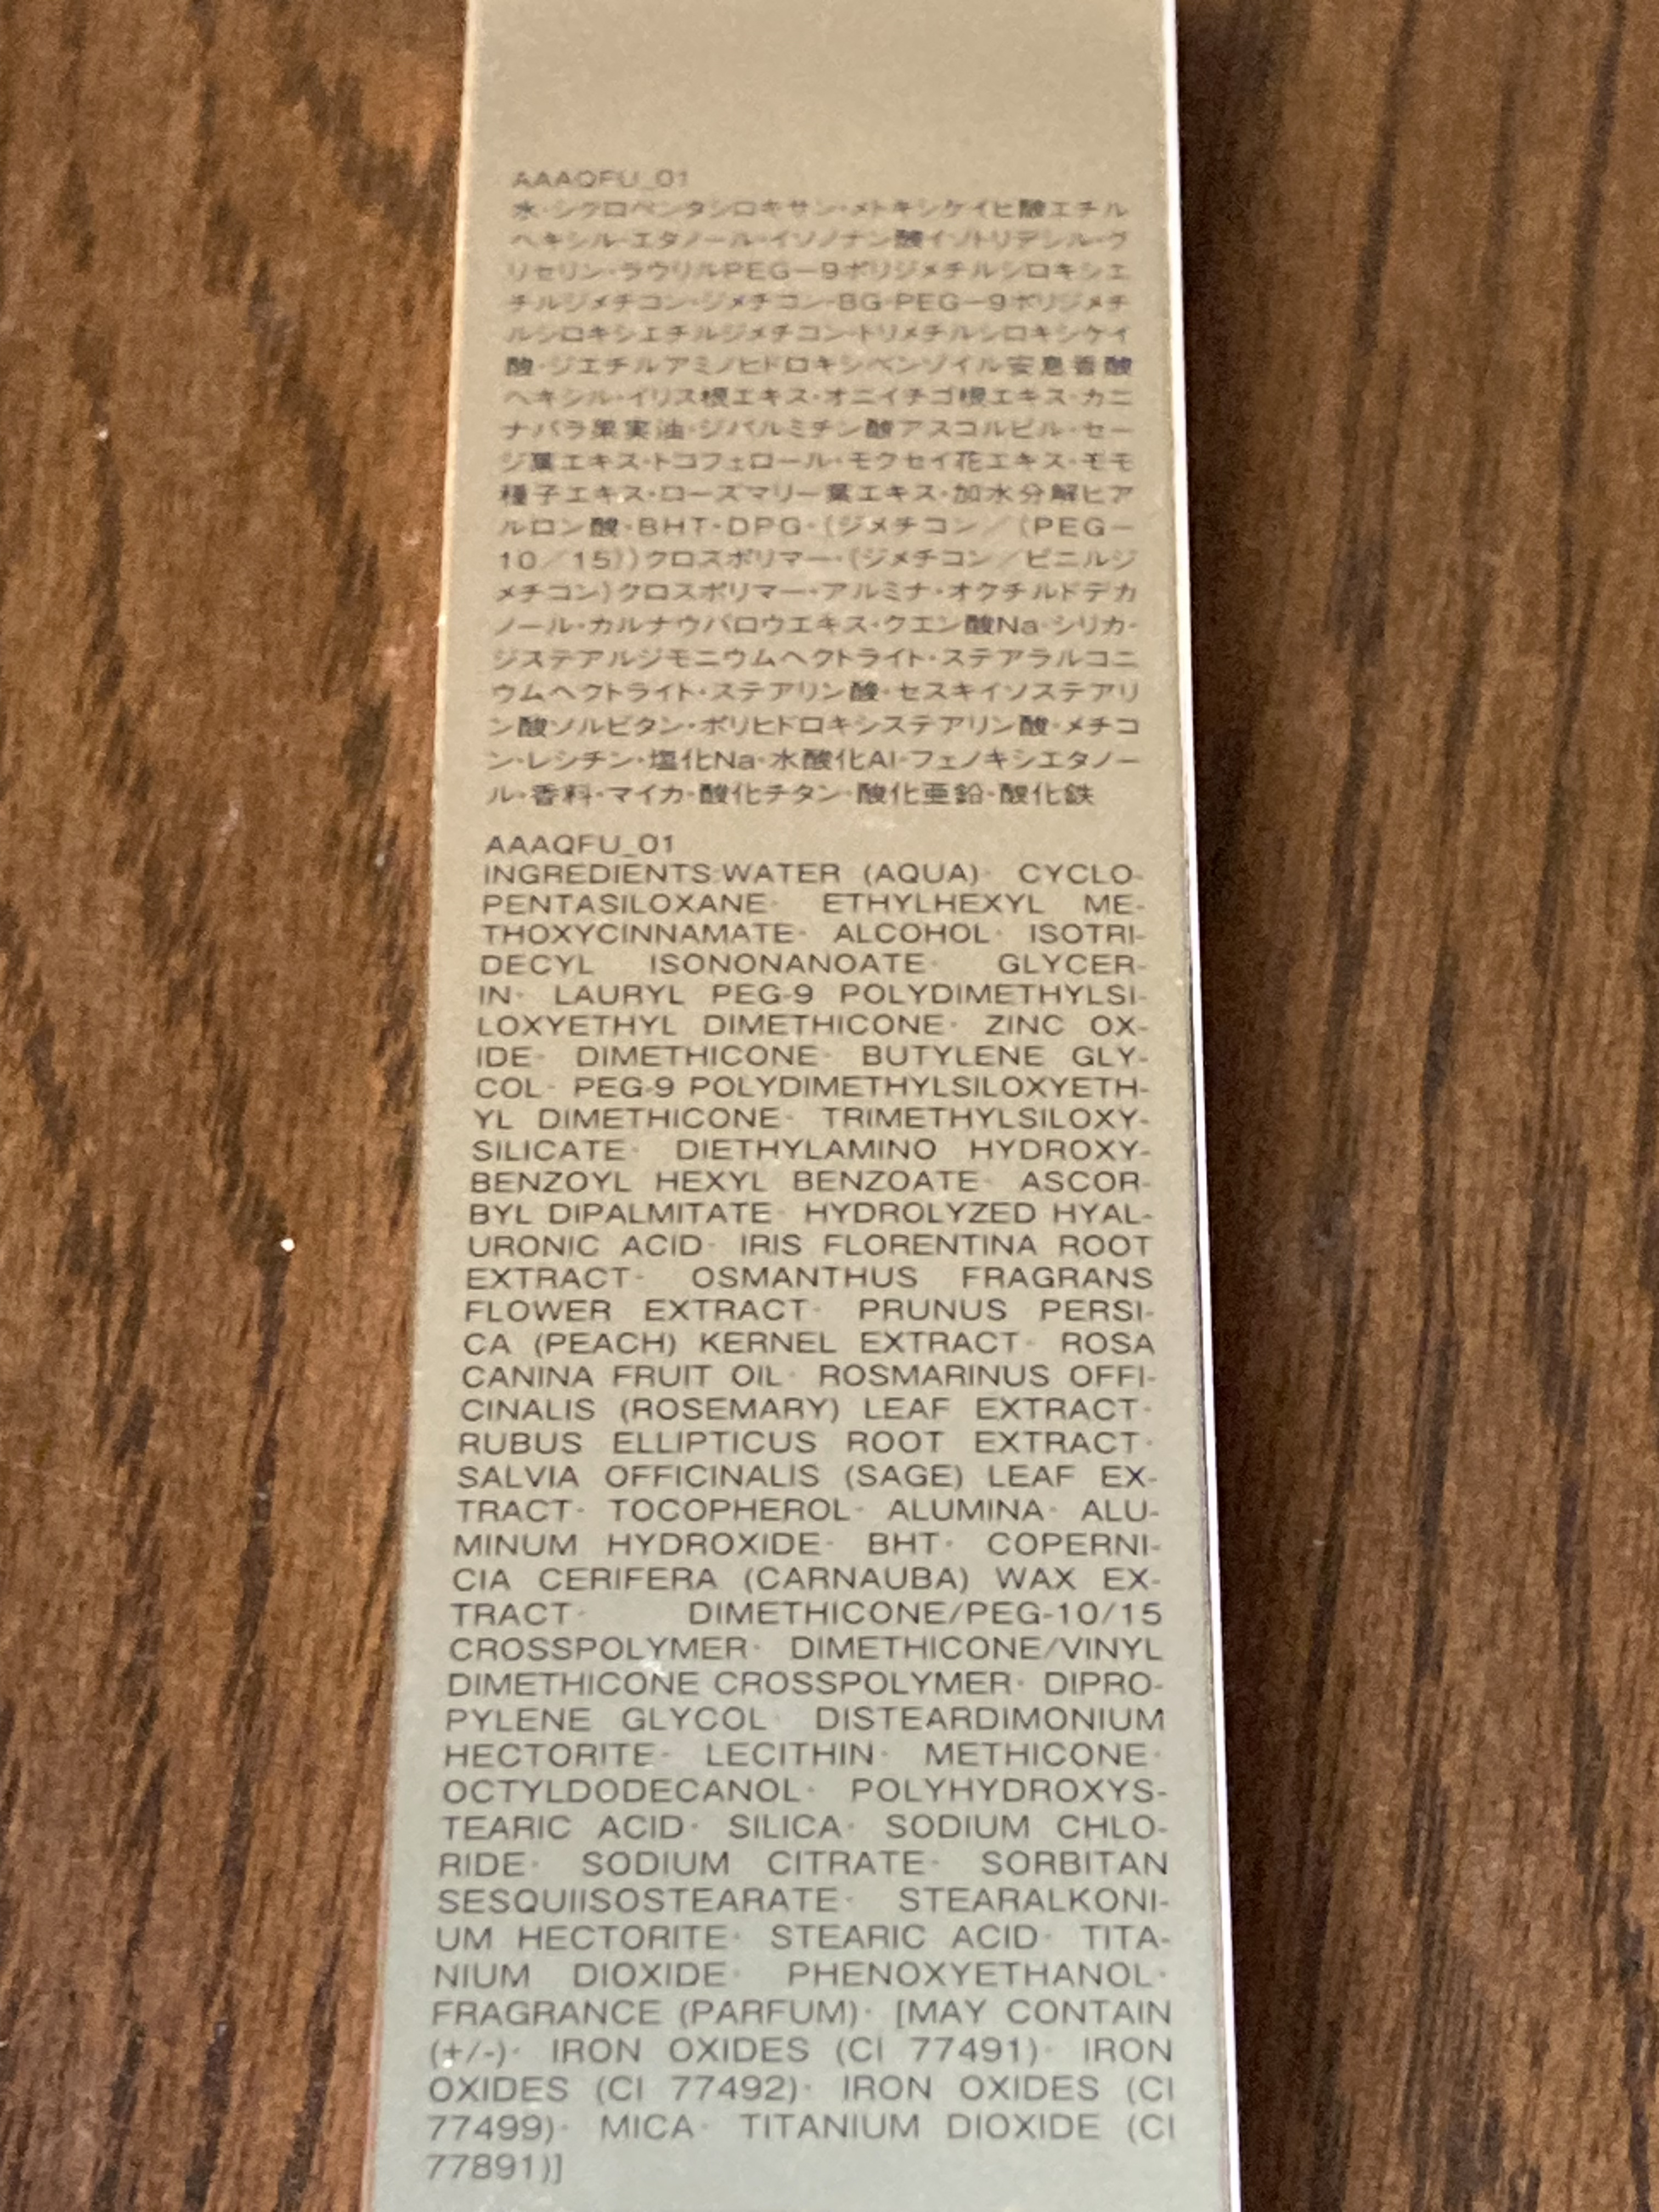 AAAQFU_01
水・シクロペンタシロキサン・メトキシケイヒ酸エチル
ヘキシル・エタノール・イソノナン酸イソトリデシル・グ
リセリン・ラウリルPEG－9ポリジメチルシロキシエ
チルジメチコン・ジメチコン・BG・PEG－9ポリジメチ
ルシロキシエチルジメチコン・トリメチルシロキシケイ
酸・ジエチルアミノヒドロキシベンゾイル安息香酸
ヘキシル・イリス根エキス・オニイチゴ根エキス・カニ
ナバラ果実油・ジパルミチン酸アスコルビル・セー
ジ葉エキス・トコフェロール・モクセイ花エキス・モモ
種子エキス・ローズマリー葉エキス・加水分解ヒア
ルロン酸・BHT・DPG・（ジメチコン／（PEG－
10／15））クロスポリマー・（ジメチコン／ビニルジ
メチコン）クロスポリマー・アルミナ・オクチルドデカ
ノール・カルナウバロウエキス・クエン酸Na・シリカ・
ジステアルジモニウムヘクトライト・ステアラルコニ
ウムヘクトライト・ステアリン酸・セスキイソステアリ
ン酸ソルビタン・ポリヒドロキシステアリン酸・メチコ
ン・レシチン・塩化Na・水酸化Al・フェノキシエタノー
ル・香料・マイカ・酸化チタン・酸化亜鉛・酸化鉄
AAAQFU_01
INGREDIENTS:WATER (AQUA)· CYCLO-
PENTASILOXANE· ETHYLHEXYL ME-
THOXYCINNAMATE· ALCOHOL· ISOTRI-
DECYL ISONONANOATE· GLYCER-
IN· LAURYL PEG-9 POLYDIMETHYLSI-
LOXYETHYL DIMETHICONE· ZINC OX-
IDE· DIMETHICONE· BUTYLENE GLY-
COL· PEG-9 POLYDIMETHYLSILOXYETH-
YL DIMETHICONE· TRIMETHYLSILOXY-
SILICATE· DIETHYLAMINO HYDROXY-
BENZOYL HEXYL BENZOATE· ASCOR-
BYL DIPALMITATE· HYDROLYZED HYAL-
URONIC ACID· IRIS FLORENTINA ROOT
EXTRACT· OSMANTHUS FRAGRANS
FLOWER EXTRACT· PRUNUS PERSI-
CA (PEACH) KERNEL EXTRACT· ROSA
CANINA FRUIT OIL· ROSMARINUS OFFI-
CINALIS (ROSEMARY) LEAF EXTRACT·
RUBUS ELLIPTICUS ROOT EXTRACT·
SALVIA OFFICINALIS (SAGE) LEAF EX-
TRACT· TOCOPHEROL· ALUMINA· ALU-
MINUM HYDROXIDE· BHT· COPERNI-
CIA CERIFERA (CARNAUBA) WAX EX-
TRACT· DIMETHICONE/PEG-10/15
CROSSPOLYMER· DIMETHICONE/VINYL
DIMETHICONE CROSSPOLYMER· DIPRO-
PYLENE GLYCOL· DISTEARDIMONIUM
HECTORITE· LECITHIN· METHICONE·
OCTYLDODECANOL· POLYHYDROXYS-
TEARIC ACID· SILICA· SODIUM CHLO-
RIDE· SODIUM CITRATE· SORBITAN
SESQUIISOSTEARATE· STEARALKONI-
UM HECTORITE· STEARIC ACID· TITA-
NIUM DIOXIDE· PHENOXYETHANOL·
FRAGRANCE (PARFUM)· [MAY CONTAIN
(+/-)· IRON OXIDES (CI 77491)· IRON
OXIDES (CI 77492)· IRON OXIDES (CI
77499)· MICA· TITANIUM DIOXIDE (CI
77891)]